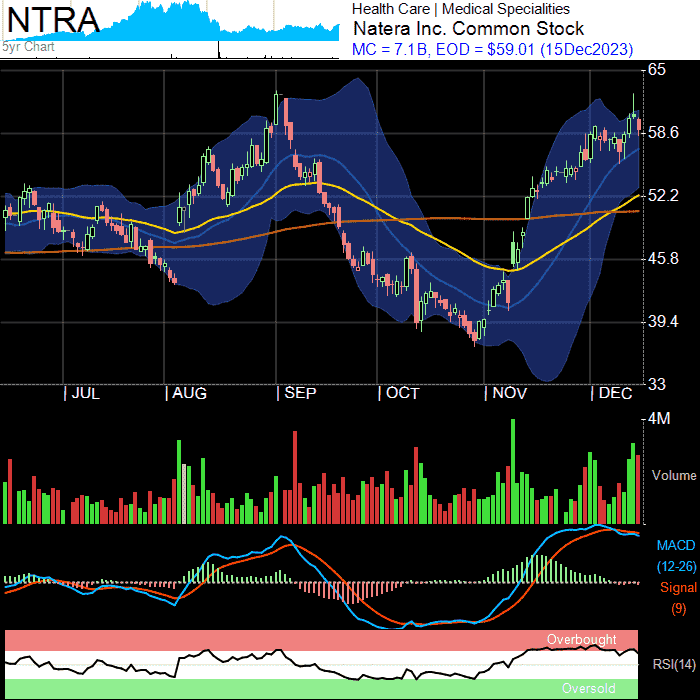 NTRA
5yr Chart
Health Care | Medical Specialities
Natera Inc. Common Stock
MC = 7.1B, EOD = $59.01 (15Dec2023)
65
58.6
52.2
45.8
39.4
33
| JUL | AUG | SEP | OCT | NOV | DEC
4M
Volume
MACD
(12-26)
Signal
(9)
Overbought
RSI(14)
Oversold